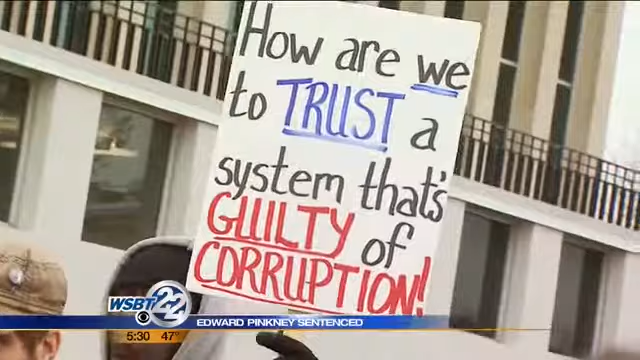 How are we
to TRUST a
system that's
GUILTY of
CORRUPTION!
WSBT 22
EDWARD PINKNEY SENTENCED
5:30 47°